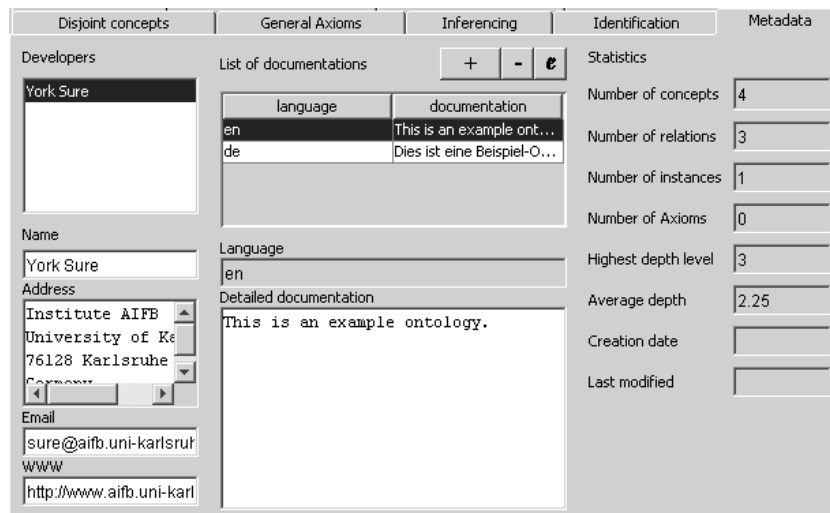 Disjoint concepts General Axioms Inferencing Identification Metadata
Developers
York Sure
Name
York Sure
Address
Institute AIFB
University of Ka
76128 Karlsruhe
Germany
Email
sure@aifb.uni-karlsruh
WWW
http://www.aifb.uni-karl
List of documentations + - e
language documentation
en This is an example ont...
de Dies ist eine Beispiel-O...
Language
en
Detailed documentation
This is an example ontology.
Statistics
Number of concepts 4
Number of relations 3
Number of instances 1
Number of Axioms 0
Highest depth level 3
Average depth 2.25
Creation date
Last modified